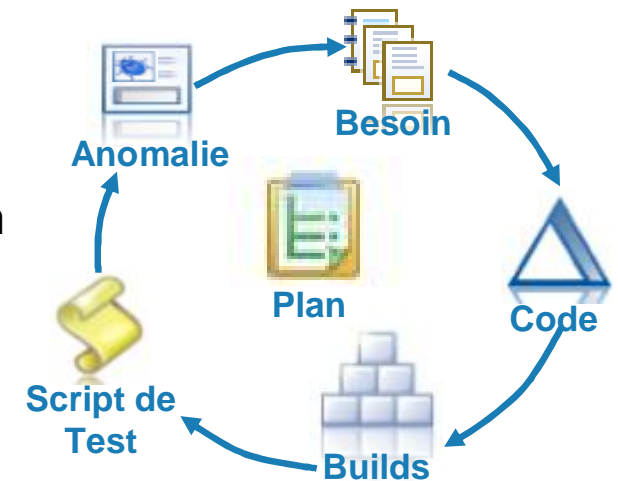 Besoin
Anomalie
n
Plan
Code
Script de
Test
Builds